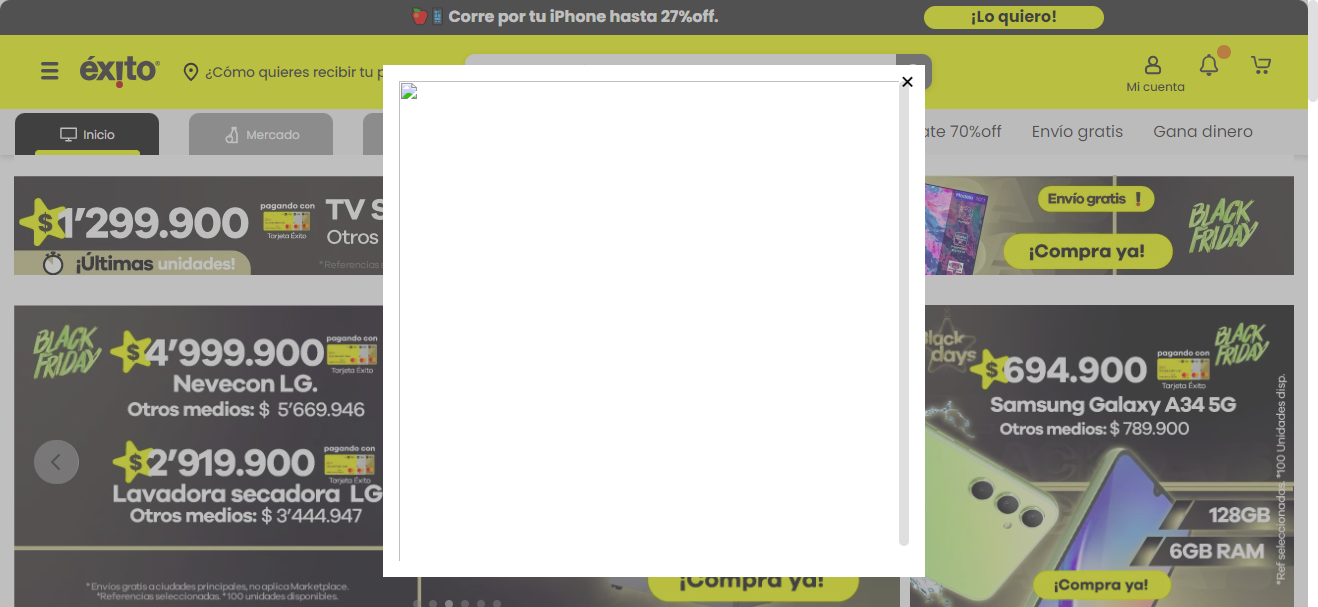 Corre por tu iPhone hasta 27%off.
¡Lo quiero!
éxito
¿Cómo quieres recibir tu p
Mi cuenta
Inicio
Mercado
ate 70%off
Envío gratis
Gana dinero
$1'299.900
pagando con
Tarjeta Éxito
TV S
Otros
¡Últimas unidades!
*Referencias
Envío gratis !
¡Compra ya!
BLACK
FRIDAY
BLACK
FRIDAY
$4'999.900
pagando con
Tarjeta Éxito
Nevecon LG.
Otros medios: $ 5'669.946
$2'919.900
pagando con
Tarjeta Éxito
Lavadora secadora LG
Otros medios: $ 3'444.947
*Envíos gratis a ciudades principales, no aplica Marketplace.
*Referencias seleccionadas. *100 unidades disponibles.
¡Compra ya!
black
days
$694.900
pagando con
Tarjeta Éxito
BLACK
FRIDAY
Samsung Galaxy A34 5G
Otros medios: $ 789.900
128GB
6GB RAM
¡Compra ya!
*Ref seleccionadas. *100 Unidades disp.